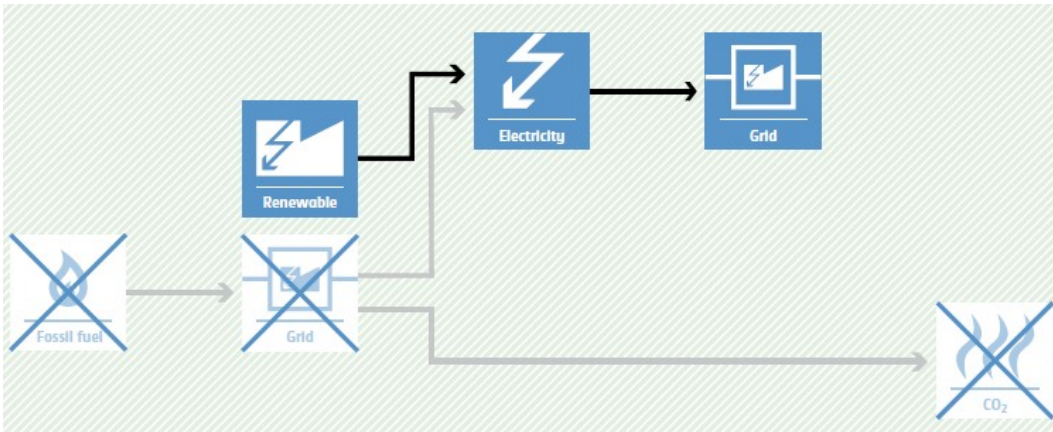 Electricity
Grid
Renewable
Fossil fuel
Grid
CO₂